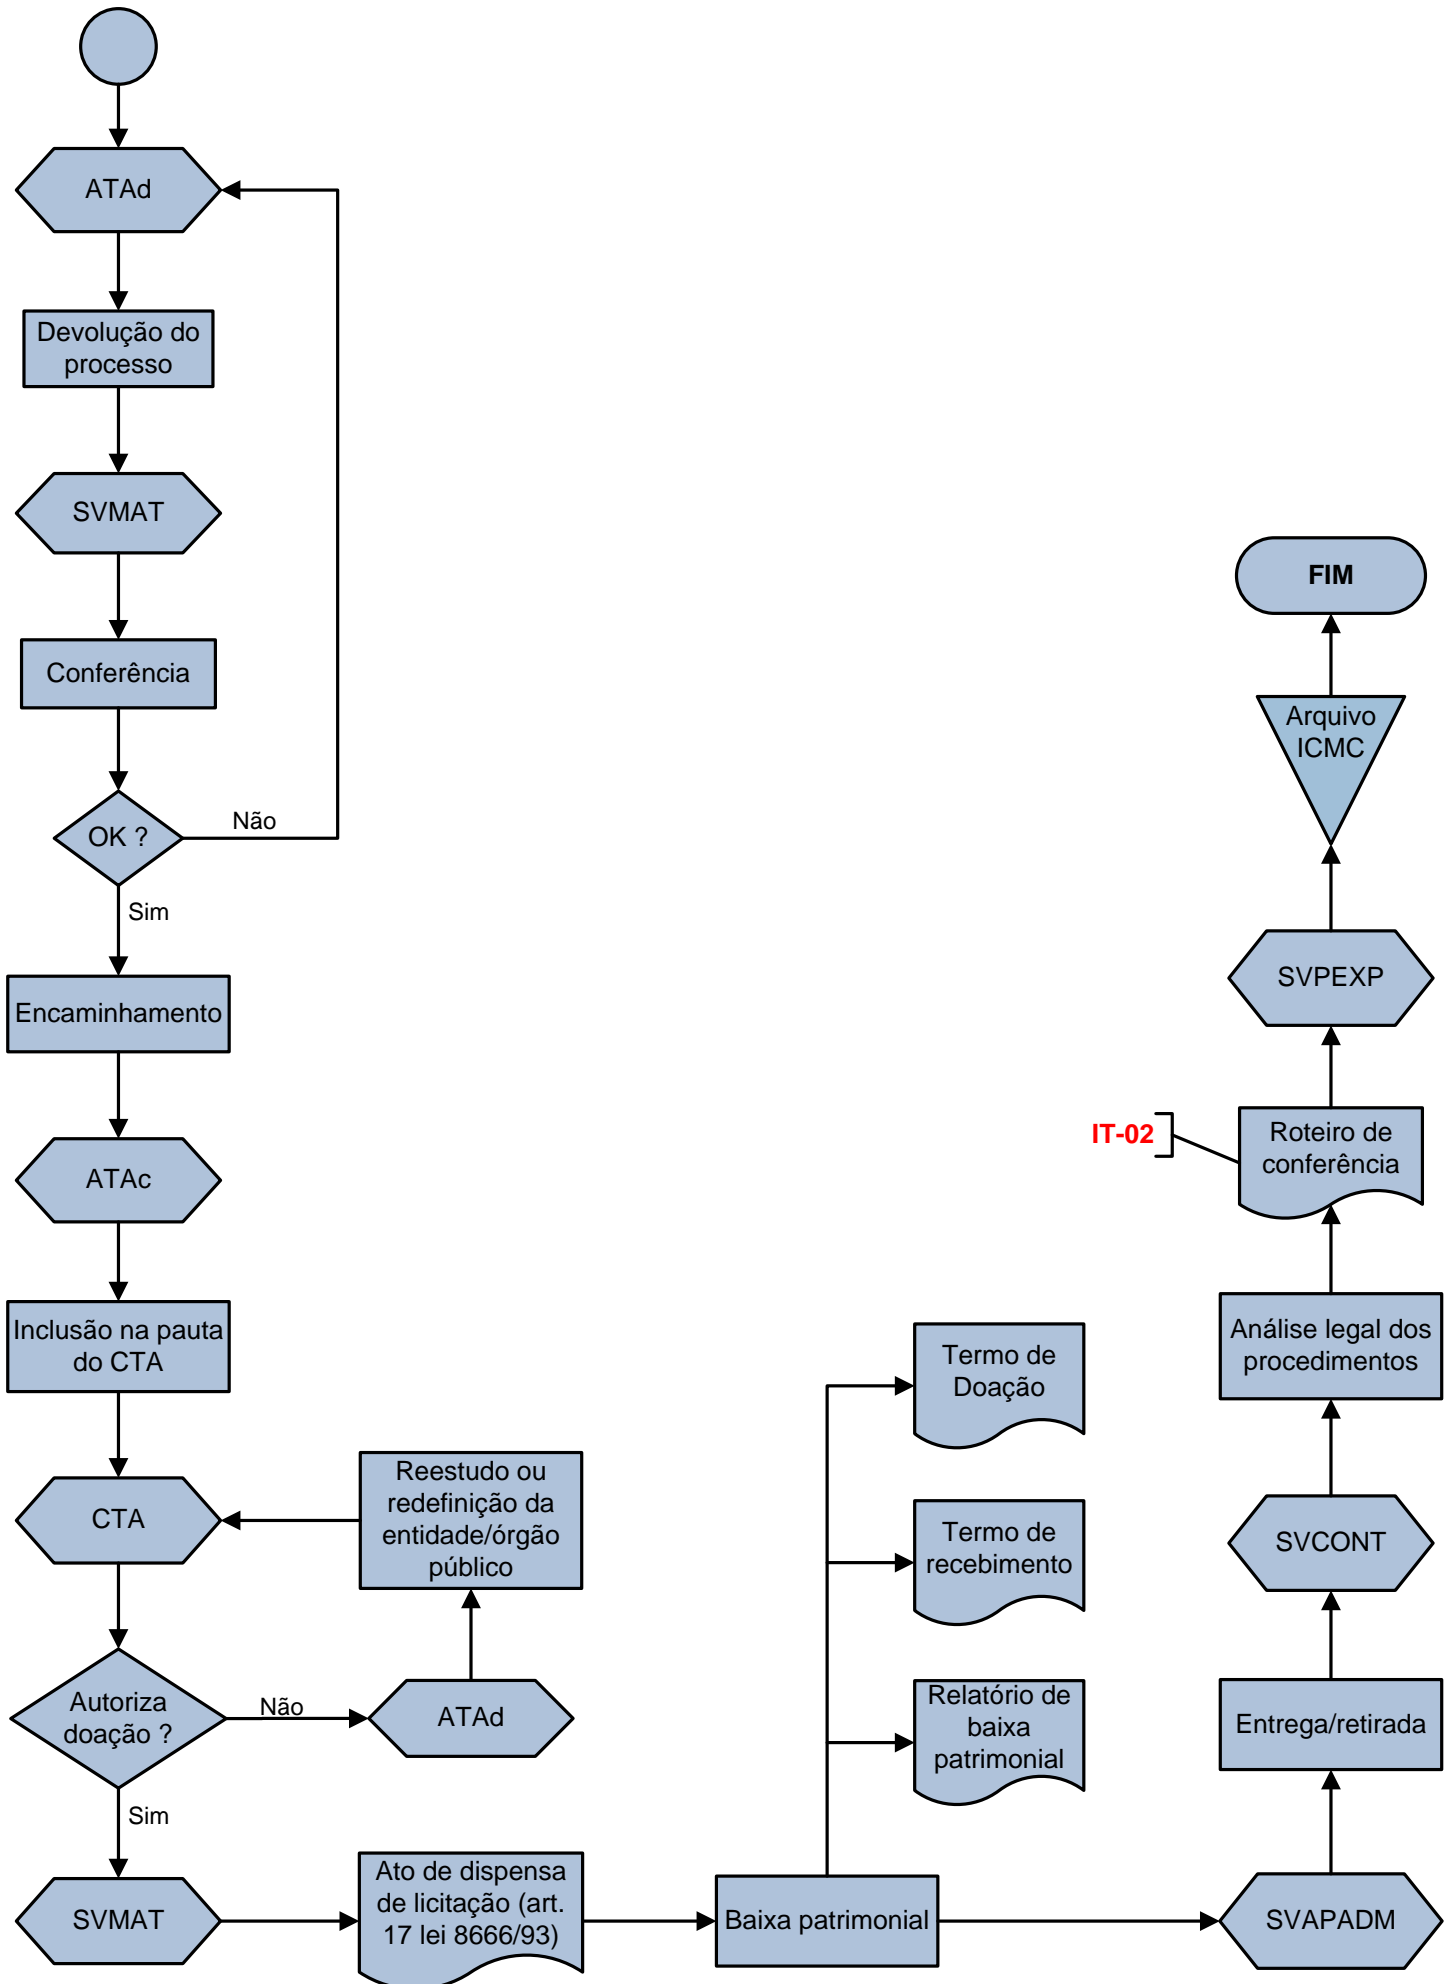 ATAd
Devolução do
processo
SVMAT
Conferência
OK ?
Não
Sim
Encaminhamento
ATAc
Inclusão na pauta
do CTA
CTA
Reestudo ou
redefinição da
entidade/órgão
público
Autoriza
doação ?
Não
ATAd
Sim
SVMAT
Ato de dispensa
de licitação (art.
17 lei 8666/93)
Baixa patrimonial
Termo de
Doação
Termo de
recebimento
Relatório de
baixa
patrimonial
SVAPADM
Entrega/retirada
SVCONT
Análise legal dos
procedimentos
Roteiro de
conferência
IT-02
SVPEXP
Arquivo
ICMC
FIM